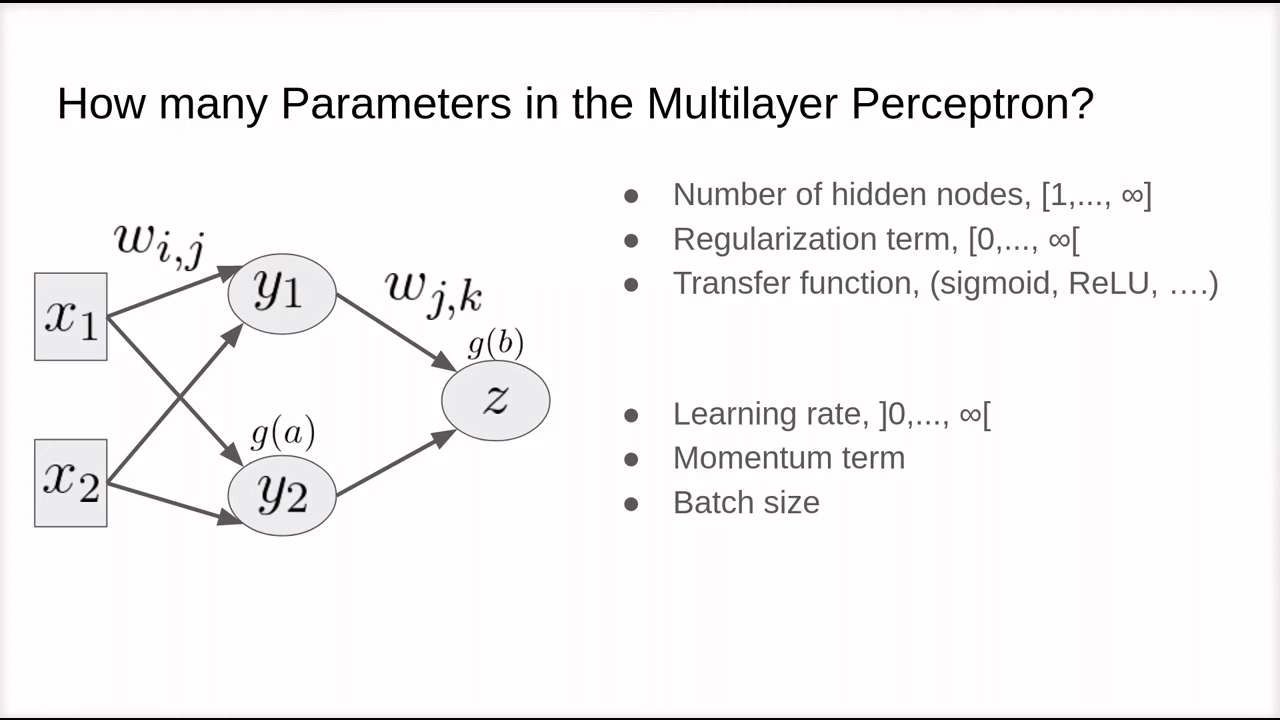 How many Parameters in the Multilayer Perceptron?
● Number of hidden nodes, [1,..., ∞]
● Regularization term, [0,..., ∞[
● Transfer function, (sigmoid, ReLU, ….)
● Learning rate, ]0,..., ∞[
● Momentum term
● Batch size
w_{i,j}
x_1
y_1
w_{j,k}
g(b)
z
g(a)
x_2
y_2